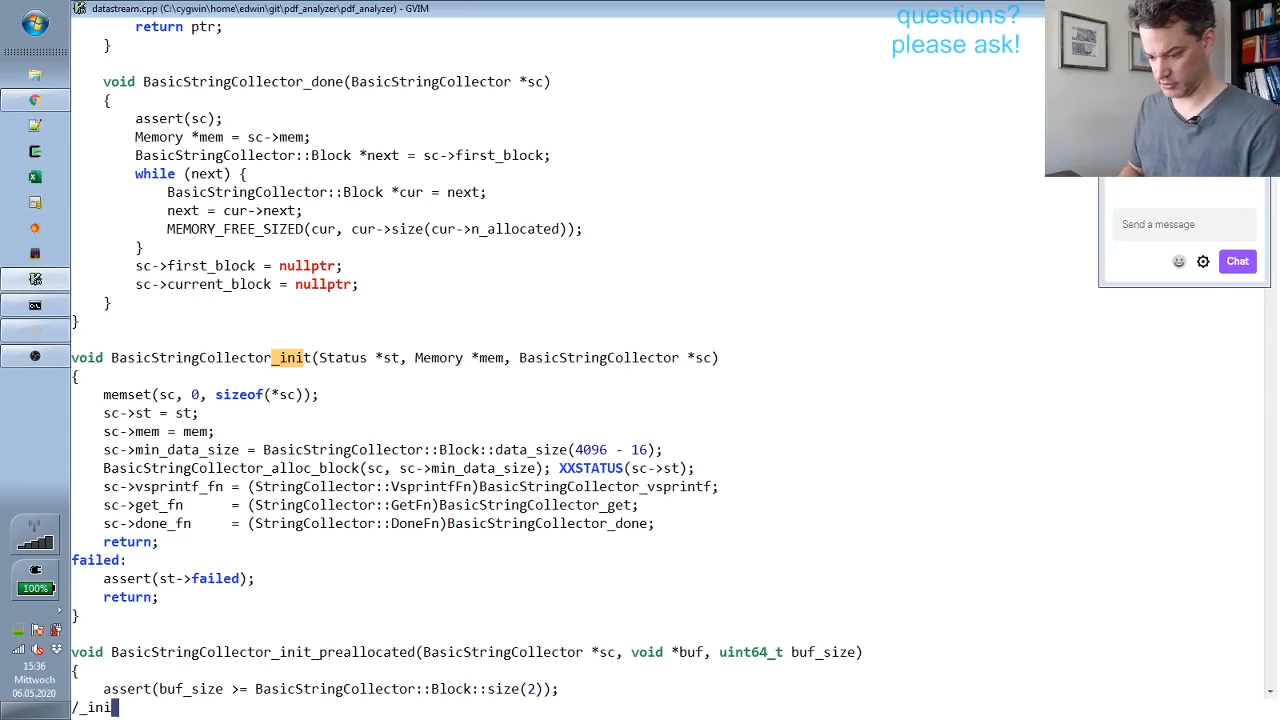 datastream.cpp (C:\cygwin\home\edwin\git\pdf_analyzer\pdf_analyzer) - GVIM
questions?
please ask!
return ptr;
}
void BasicStringCollector_done(BasicStringCollector *sc)
{
assert(sc);
Memory *mem = sc->mem;
BasicStringCollector::Block *next = sc->first_block;
while (next) {
BasicStringCollector::Block *cur = next;
next = cur->next;
MEMORY_FREE_SIZED(cur, cur->size(cur->n_allocated));
}
sc->first_block = nullptr;
sc->current_block = nullptr;
}
}
void BasicStringCollector_init(Status *st, Memory *mem, BasicStringCollector *sc)
{
memset(sc, 0, sizeof(*sc));
sc->st = st;
sc->mem = mem;
sc->min_data_size = BasicStringCollector::Block::data_size(4096 - 16);
BasicStringCollector_alloc_block(sc, sc->min_data_size); XXSTATUS(sc->st);
sc->vsprintf_fn = (StringCollector::VsprintfFn)BasicStringCollector_vsprintf;
sc->get_fn     = (StringCollector::GetFn)BasicStringCollector_get;
sc->done_fn    = (StringCollector::DoneFn)BasicStringCollector_done;
return;
failed:
assert(st->failed);
return;
}
void BasicStringCollector_init_preallocated(BasicStringCollector *sc, void *buf, uint64_t buf_size)
{
assert(buf_size >= BasicStringCollector::Block::size(2));
/_ini
Send a message
Chat
100%
15:36
Mittwoch
06.05.2020